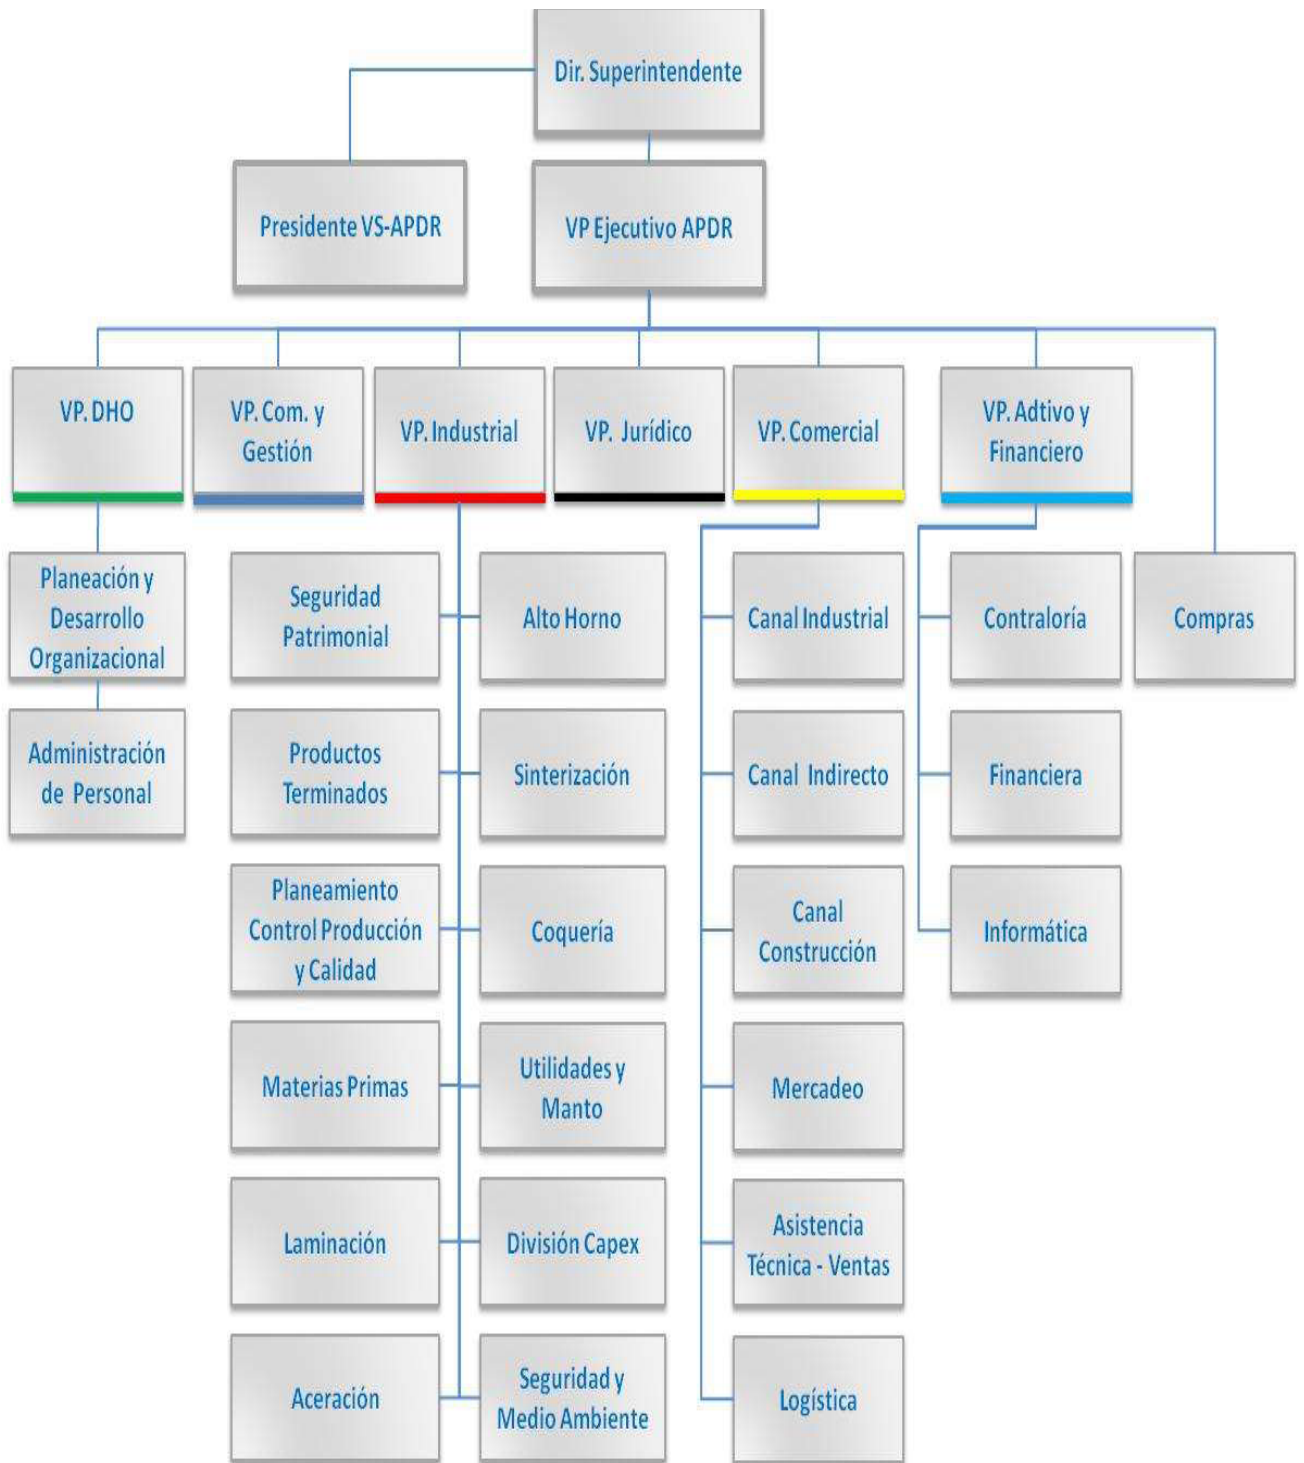 Dir. Superintendente
Presidente VS-APDR
VP Ejecutivo APDR
VP. DHO
VP. Com. y
Gestión
VP. Industrial
VP. Jurídico
VP. Comercial
VP. Adtivo y
Financiero
Planeación y
Desarrollo
Organizacional
Seguridad
Patrimonial
Alto Horno
Canal Industrial
Contraloría
Compras
Administración
de Personal
Productos
Terminados
Sinterización
Canal Indirecto
Financiera
Planeamiento
Control Producción
y Calidad
Coquería
Canal
Construcción
Informática
Materias Primas
Utilidades y
Manto
Mercadeo
Laminación
División Capex
Asistencia
Técnica - Ventas
Aceración
Seguridad y
Medio Ambiente
Logística